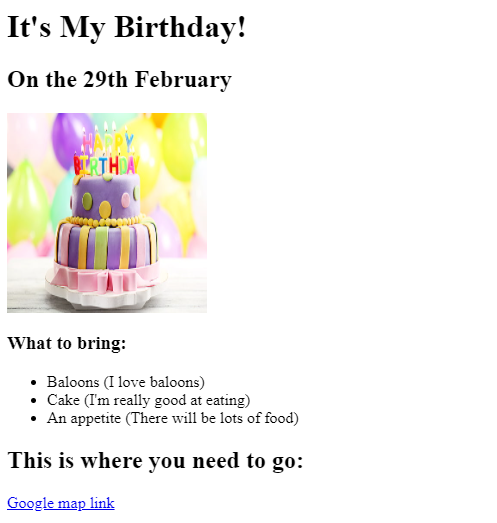 It's My Birthday!
On the 29th February
HAPPY
BIRTHDAY
What to bring:
Baloons (I love baloons)
Cake (I'm really good at eating)
An appetite (There will be lots of food)
This is where you need to go:
Google map link